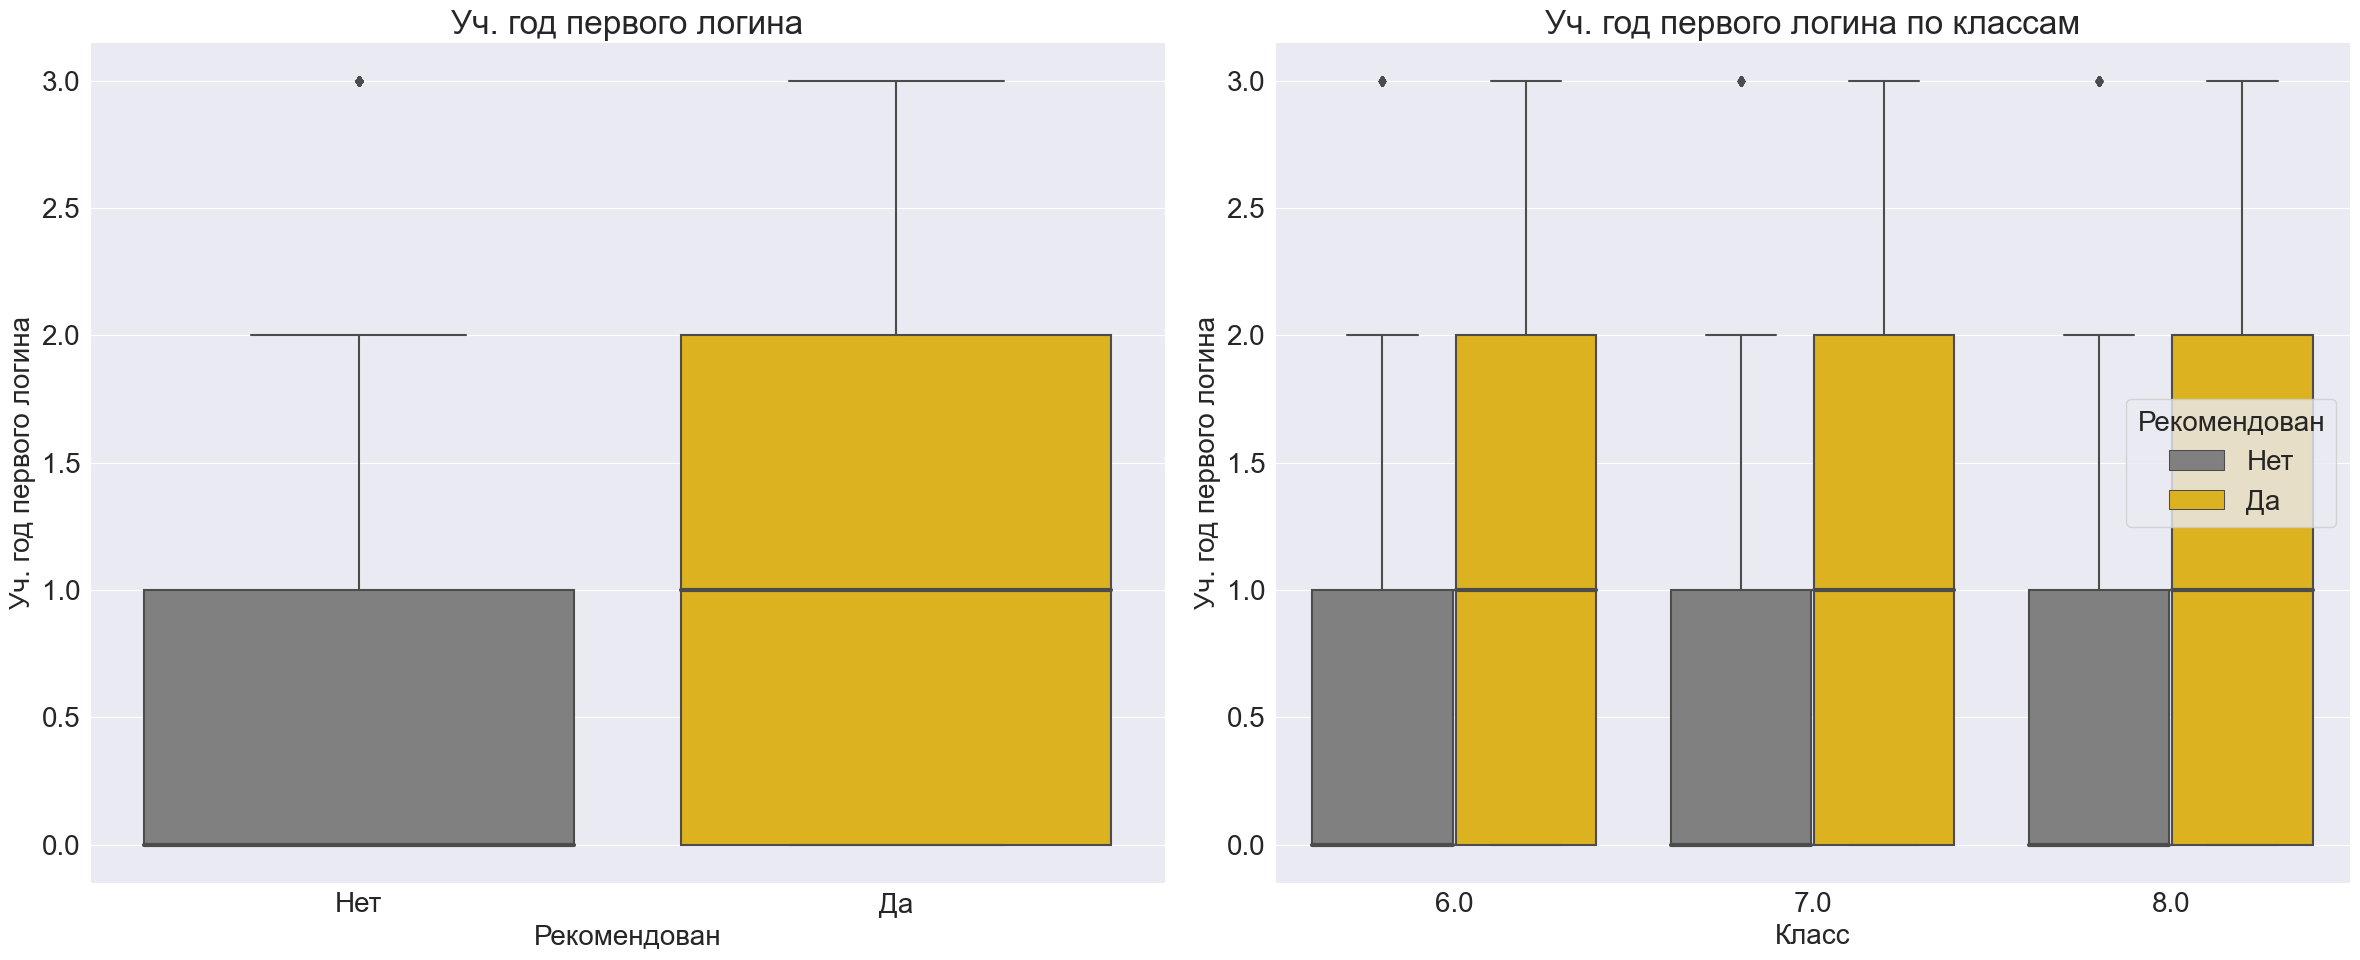 Уч. год первого логина
3.0
2.5
2.0
1.5
1.0
0.5
0.0
Уч. год первого логина
Нет
Да
Рекомендован
Уч. год первого логина по классам
3.0
2.5
2.0
1.5
1.0
0.5
0.0
Уч. год первого логина
Рекомендован
Нет
Да
6.0
7.0
8.0
Класс